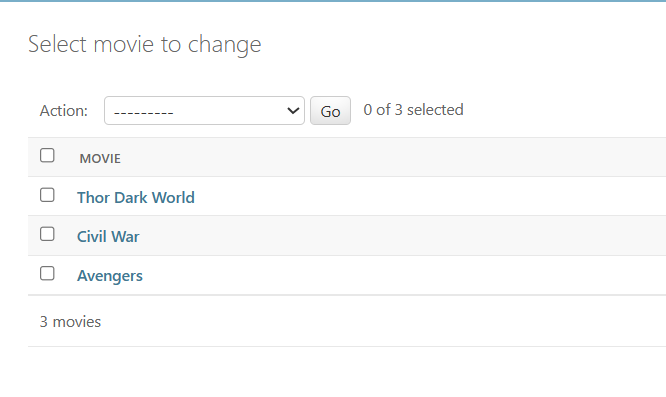 Select movie to change
Action: --------- Go 0 of 3 selected
MOVIE
Thor Dark World
Civil War
Avengers
3 movies